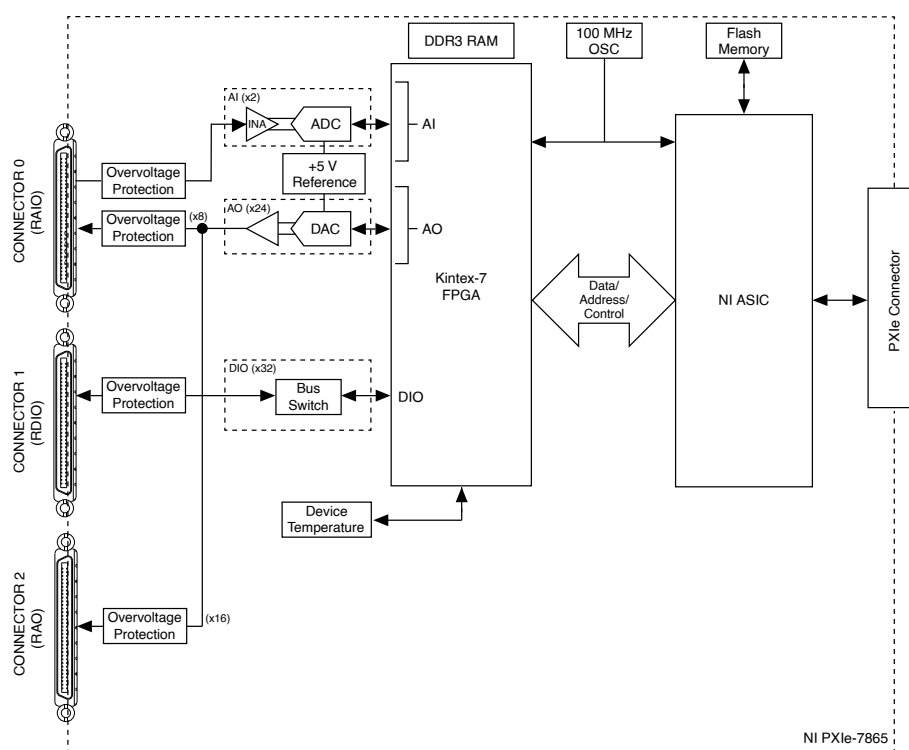 DDR3 RAM
100 MHz
OSC
Flash
Memory
AI (x2)
INA
ADC
AI
+5 V
Reference
Overvoltage
Protection
CONNECTOR 0
(RAIO)
Overvoltage
Protection
(x8)
AO (x24)
DAC
AO
Kintex-7
FPGA
Data/
Address/
Control
NI ASIC
PXIe Connector
CONNECTOR 1
(RDIO)
Overvoltage
Protection
DIO (x32)
Bus
Switch
DIO
Device
Temperature
CONNECTOR 2
(RAO)
Overvoltage
Protection
(x16)
NI PXIe-7865